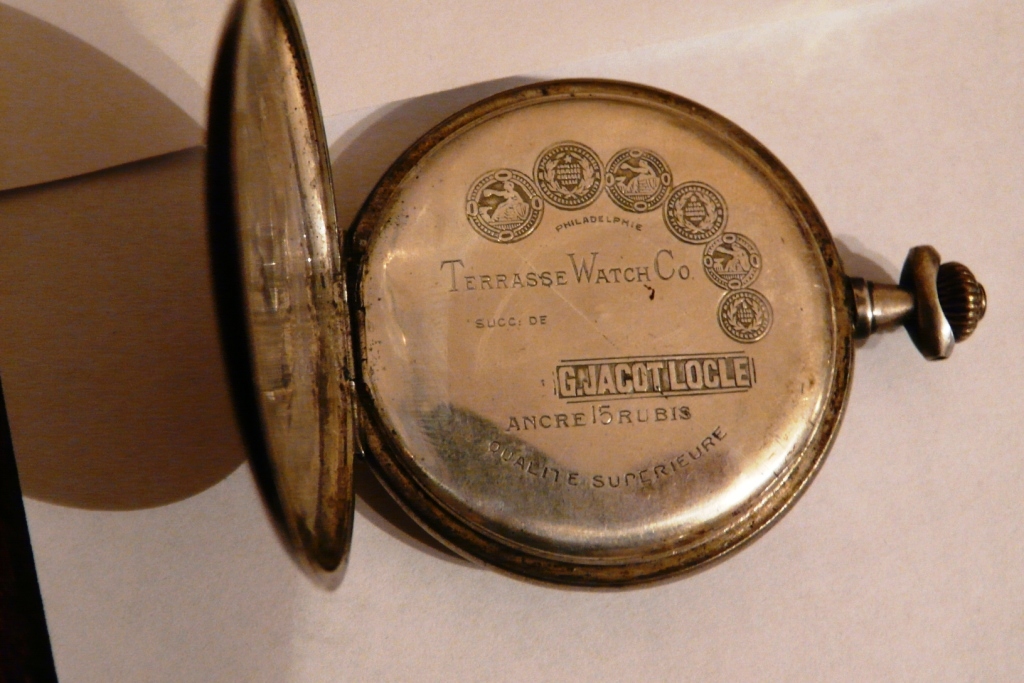 PHILADELPHIE
TERRASSE WATCH CO.
SUCC: DE
G. JACOT LOCLE
ANCRE 15 RUBIS
QUALITE SUPERIEURE